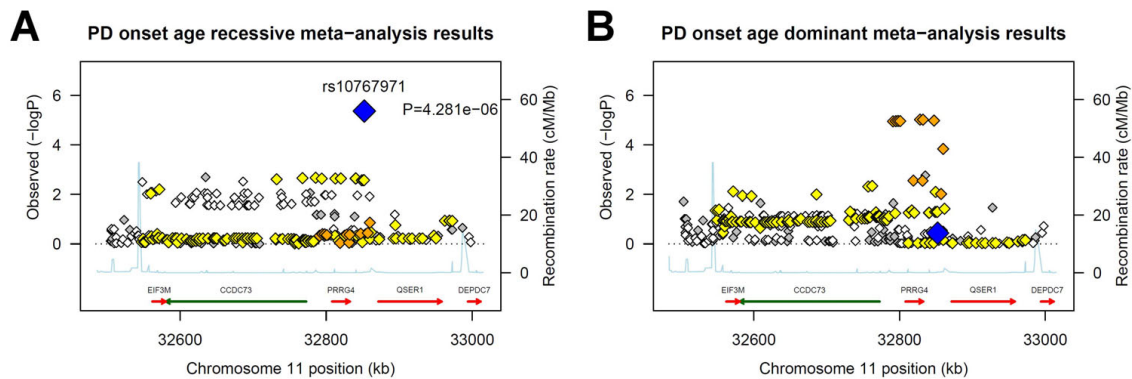 A
PD onset age recessive meta−analysis results
rs10767971
P=4.281e−06
Observed (−logP)
6
4
2
0
Recombination rate (cM/Mb)
60
40
20
0
EIF3M
CCDC73
PRRG4
QSER1
DEPDC7
32600
32800
33000
Chromosome 11 position (kb)
B
PD onset age dominant meta−analysis results
Observed (−logP)
6
4
2
0
Recombination rate (cM/Mb)
60
40
20
0
EIF3M
CCDC73
PRRG4
QSER1
DEPDC7
32600
32800
33000
Chromosome 11 position (kb)